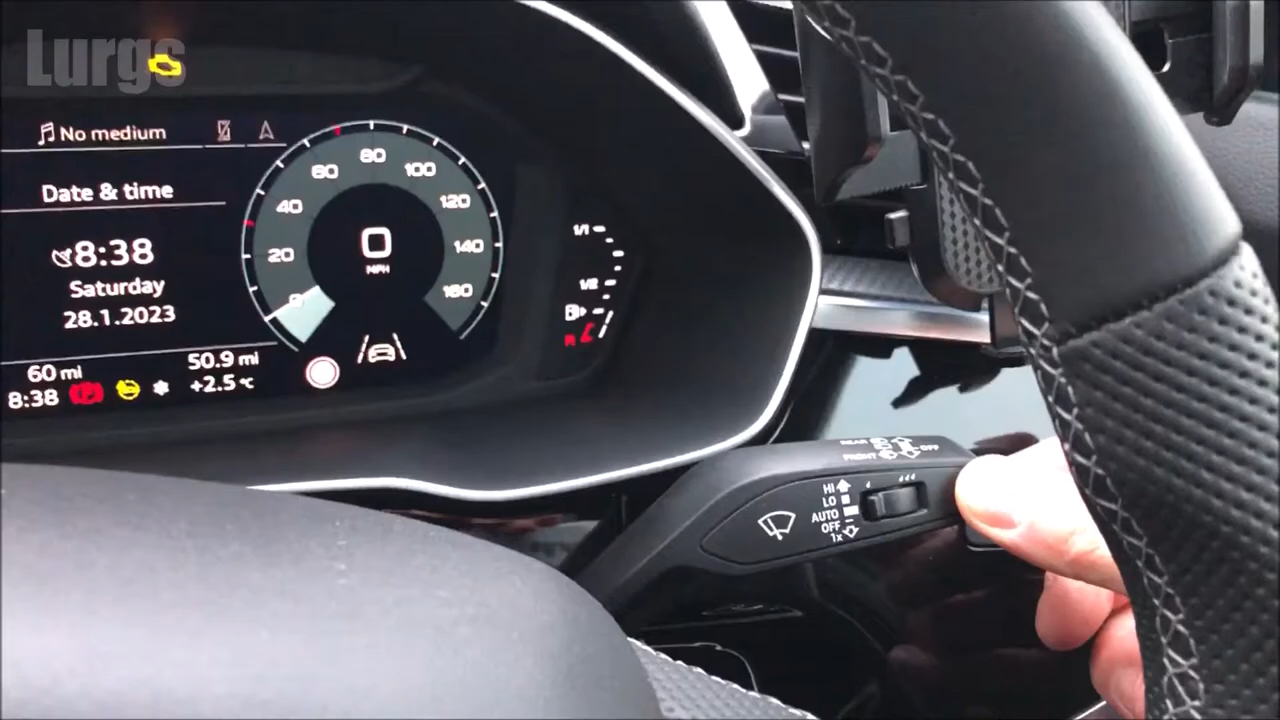 Lurgs
No medium
Date & time
8:38
Saturday
28.1.2023
60 mi
50.9 mi
8:38
+2.5 °C
0
20
40
60
80
100
120
140
160
0
MPH
1/1
1/2
R
REAR
OFF
FRONT
HI
LO
AUTO
OFF
1x